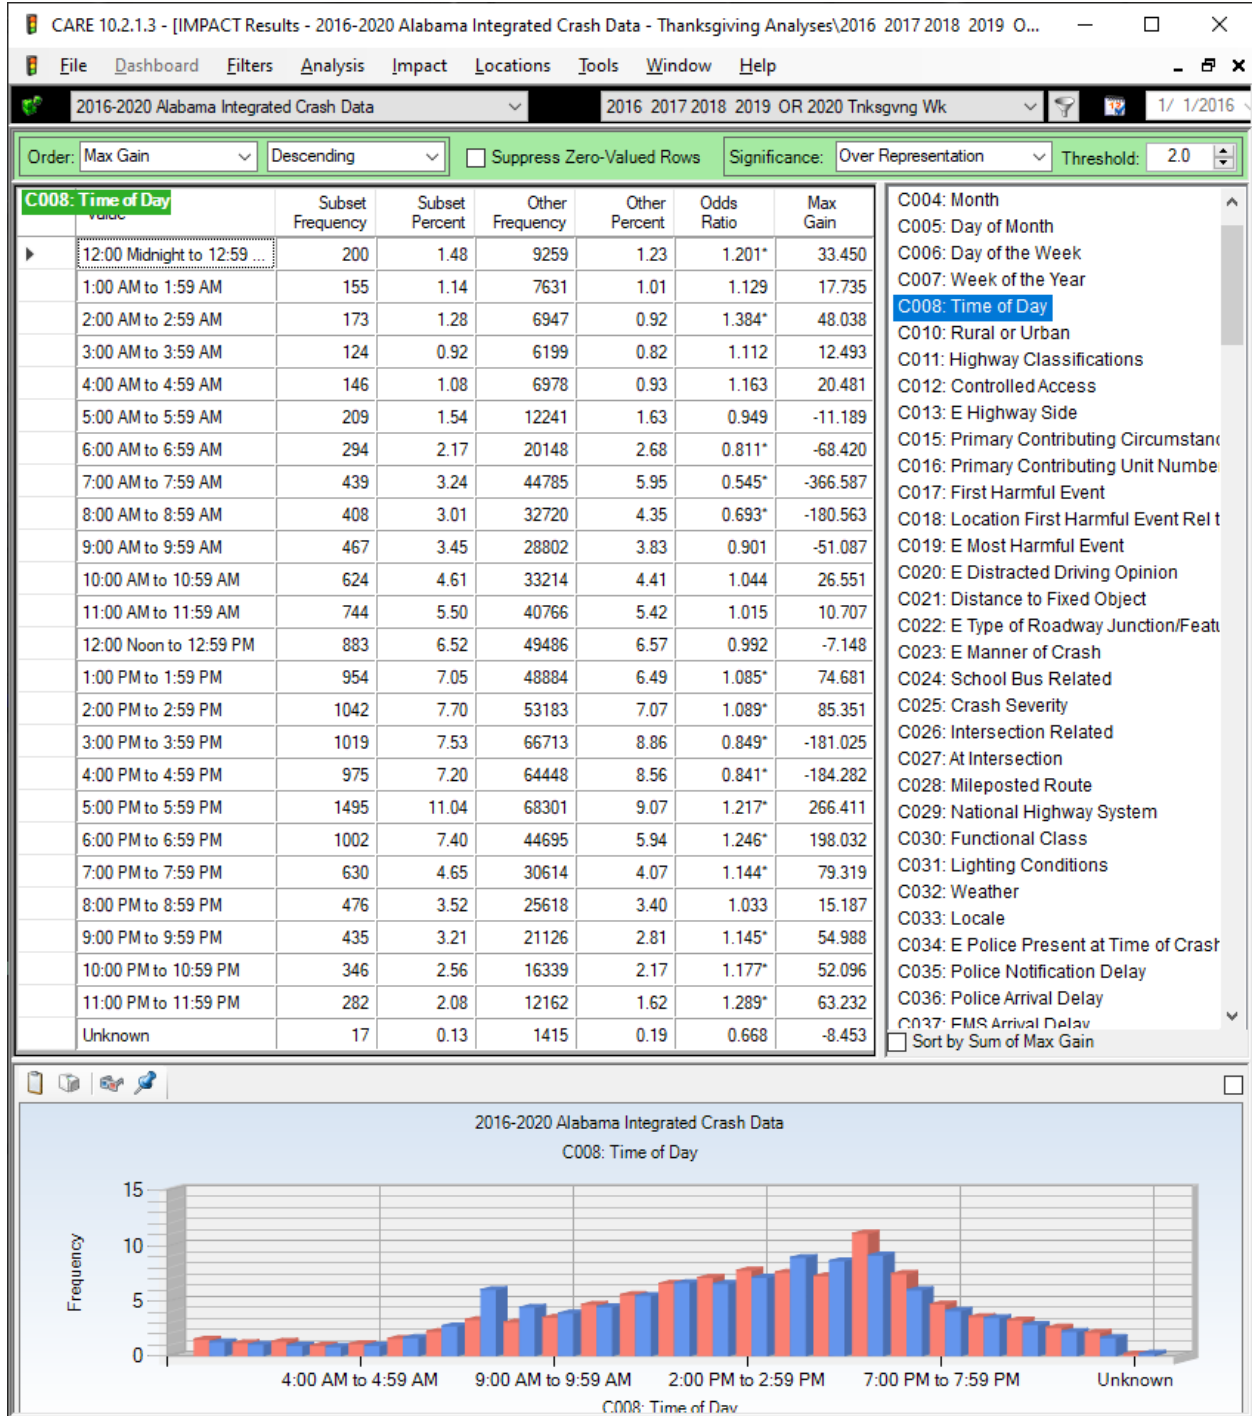 CARE 10.2.1.3 - [IMPACT Results - 2016-2020 Alabama Integrated Crash Data - Thanksgiving Analyses\2016 2017 2018 2019 O...
File Dashboard Filters Analysis Impact Locations Tools Window Help
2016-2020 Alabama Integrated Crash Data 2016 2017 2018 2019 OR 2020 Tnksgvng Wk 1/ 1/2016
Order: Max Gain Descending Suppress Zero-Valued Rows Significance: Over Representation Threshold: 2.0
C008: Time of Day
Value Subset Frequency Subset Percent Other Frequency Other Percent Odds Ratio Max Gain
12:00 Midnight to 12:59 ... 200 1.48 9259 1.23 1.201* 33.450
1:00 AM to 1:59 AM 155 1.14 7631 1.01 1.129 17.735
2:00 AM to 2:59 AM 173 1.28 6947 0.92 1.384* 48.038
3:00 AM to 3:59 AM 124 0.92 6199 0.82 1.112 12.493
4:00 AM to 4:59 AM 146 1.08 6978 0.93 1.163 20.481
5:00 AM to 5:59 AM 209 1.54 12241 1.63 0.949 -11.189
6:00 AM to 6:59 AM 294 2.17 20148 2.68 0.811* -68.420
7:00 AM to 7:59 AM 439 3.24 44785 5.95 0.545* -366.587
8:00 AM to 8:59 AM 408 3.01 32720 4.35 0.693* -180.563
9:00 AM to 9:59 AM 467 3.45 28802 3.83 0.901 -51.087
10:00 AM to 10:59 AM 624 4.61 33214 4.41 1.044 26.551
11:00 AM to 11:59 AM 744 5.50 40766 5.42 1.015 10.707
12:00 Noon to 12:59 PM 883 6.52 49486 6.57 0.992 -7.148
1:00 PM to 1:59 PM 954 7.05 48884 6.49 1.085* 74.681
2:00 PM to 2:59 PM 1042 7.70 53183 7.07 1.089* 85.351
3:00 PM to 3:59 PM 1019 7.53 66713 8.86 0.849* -181.025
4:00 PM to 4:59 PM 975 7.20 64448 8.56 0.841* -184.282
5:00 PM to 5:59 PM 1495 11.04 68301 9.07 1.217* 266.411
6:00 PM to 6:59 PM 1002 7.40 44695 5.94 1.246* 198.032
7:00 PM to 7:59 PM 630 4.65 30614 4.07 1.144* 79.319
8:00 PM to 8:59 PM 476 3.52 25618 3.40 1.033 15.187
9:00 PM to 9:59 PM 435 3.21 21126 2.81 1.145* 54.988
10:00 PM to 10:59 PM 346 2.56 16339 2.17 1.177* 52.096
11:00 PM to 11:59 PM 282 2.08 12162 1.62 1.289* 63.232
Unknown 17 0.13 1415 0.19 0.668 -8.453
C004: Month
C005: Day of Month
C006: Day of the Week
C007: Week of the Year
C008: Time of Day
C010: Rural or Urban
C011: Highway Classifications
C012: Controlled Access
C013: E Highway Side
C015: Primary Contributing Circumstanc
C016: Primary Contributing Unit Number
C017: First Harmful Event
C018: Location First Harmful Event Rel t
C019: E Most Harmful Event
C020: E Distracted Driving Opinion
C021: Distance to Fixed Object
C022: E Type of Roadway Junction/Featu
C023: E Manner of Crash
C024: School Bus Related
C025: Crash Severity
C026: Intersection Related
C027: At Intersection
C028: Mileposted Route
C029: National Highway System
C030: Functional Class
C031: Lighting Conditions
C032: Weather
C033: Locale
C034: E Police Present at Time of Crash
C035: Police Notification Delay
C036: Police Arrival Delay
C037: EMS Arrival Delay
Sort by Sum of Max Gain
2016-2020 Alabama Integrated Crash Data
C008: Time of Day
Frequency
15
10
5
0
4:00 AM to 4:59 AM 9:00 AM to 9:59 AM 2:00 PM to 2:59 PM 7:00 PM to 7:59 PM Unknown
C008: Time of Day